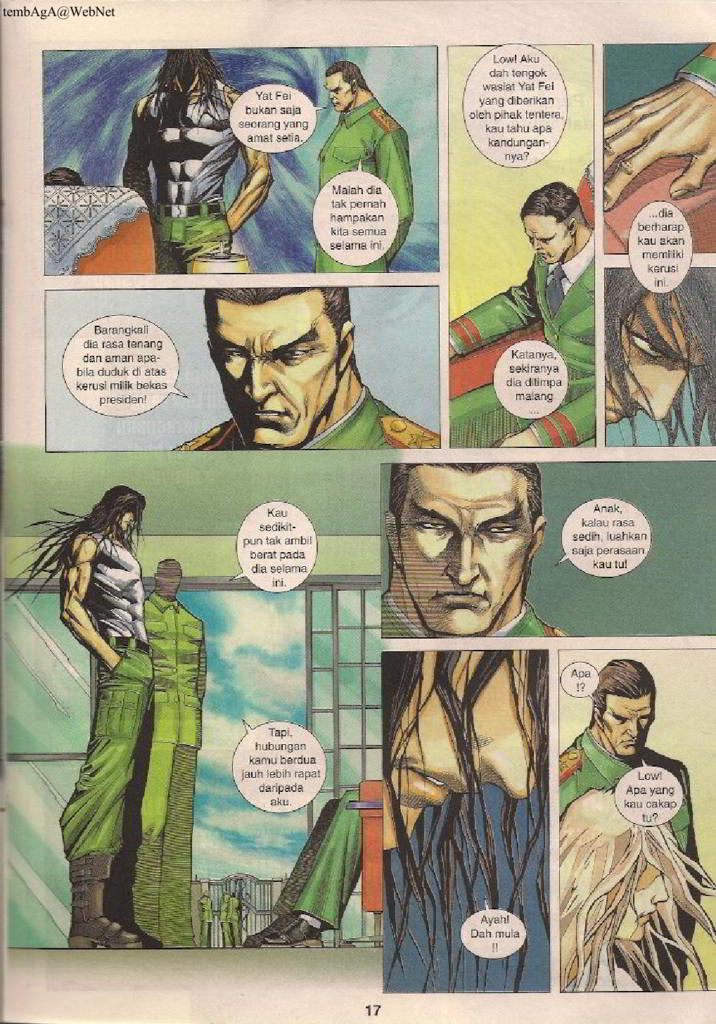 tembAgA@WebNet
Yat Fei
bukan saja
seorang yang
amat setia.
Malah dia
tak pernah
hampakan
kita semua
selama ini.
Low! Aku
dah tengok
wasiat Yat Fei
yang diberikan
oleh pihak tentera,
kau tahu apa
kandungan-
nya?
Katanya,
sekiranya
dia ditimpa
malang
...
...dia
berharap
kau akan
memiliki
kerusi
ini.
Barangkali
dia rasa tenang
dan aman apa-
bila duduk di atas
kerusi milik bekas
presiden!
Kau
sedikit-
pun tak ambil
berat pada
dia selama
ini.
Tapi,
hubungan
kamu berdua
jauh lebih rapat
daripada
aku.
Anak,
kalau rasa
sedih, luahkan
saja perasaan
kau tu!
Ayah!
Dah mula
!!
Apa
!?
Low!
Apa yang
kau cakap
tu?
17